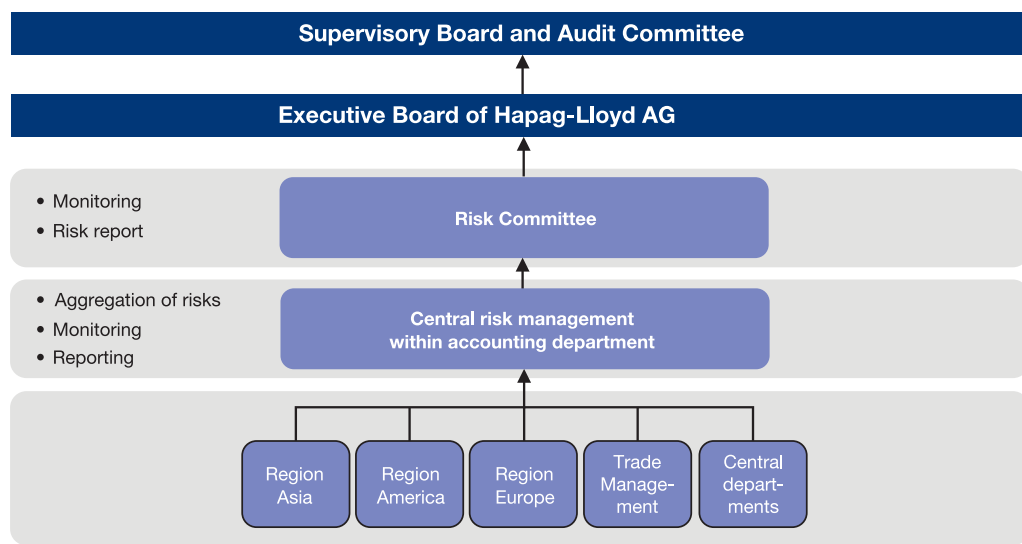 Supervisory Board and Audit Committee
Executive Board of Hapag-Lloyd AG
• Monitoring
• Risk report
Risk Committee
• Aggregation of risks
• Monitoring
• Reporting
Central risk management
within accounting department
Region
Asia
Region
America
Region
Europe
Trade
Manage-
ment
Central
depart-
ments